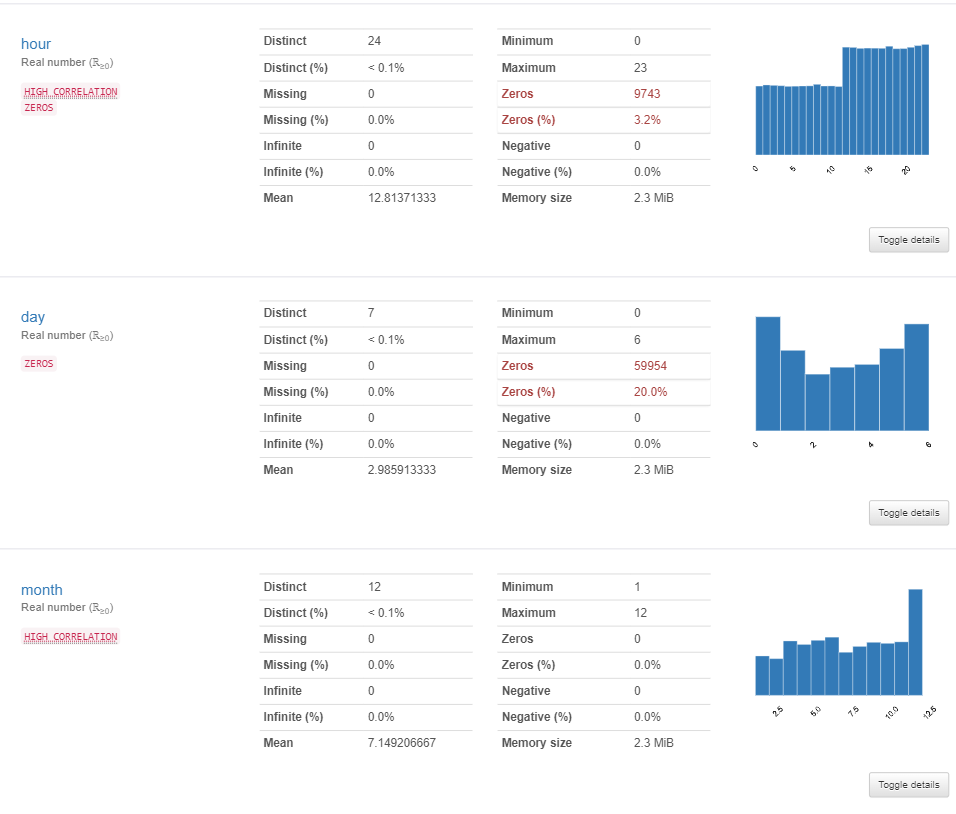 hour
Real number (ℝ≥0)
HIGH CORRELATION
ZEROS
Distinct 24
Distinct (%) < 0.1%
Missing 0
Missing (%) 0.0%
Infinite 0
Infinite (%) 0.0%
Mean 12.81371333
Minimum 0
Maximum 23
Zeros 9743
Zeros (%) 3.2%
Negative 0
Negative (%) 0.0%
Memory size 2.3 MiB
0 5 10 15 20
Toggle details
day
Real number (ℝ≥0)
ZEROS
Distinct 7
Distinct (%) < 0.1%
Missing 0
Missing (%) 0.0%
Infinite 0
Infinite (%) 0.0%
Mean 2.985913333
Minimum 0
Maximum 6
Zeros 59954
Zeros (%) 20.0%
Negative 0
Negative (%) 0.0%
Memory size 2.3 MiB
0 2 4 6
Toggle details
month
Real number (ℝ≥0)
HIGH CORRELATION
Distinct 12
Distinct (%) < 0.1%
Missing 0
Missing (%) 0.0%
Infinite 0
Infinite (%) 0.0%
Mean 7.149206667
Minimum 1
Maximum 12
Zeros 0
Zeros (%) 0.0%
Negative 0
Negative (%) 0.0%
Memory size 2.3 MiB
2.5 5.0 7.5 10.0 12.5
Toggle details